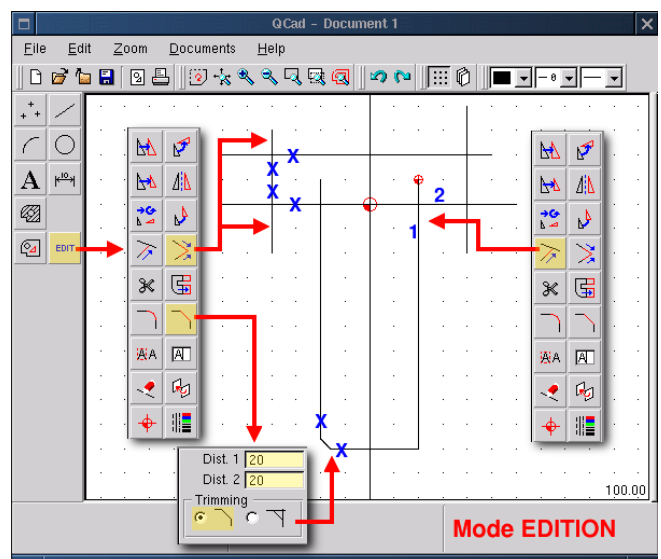 QCad – Document 1
File Edit Zoom Documents Help
A
EDIT
X
X
X
X
2
1
A A
A
A A
A
X
X
Dist. 1 20
Dist. 2 20
Trimming
100.00
Mode EDITION